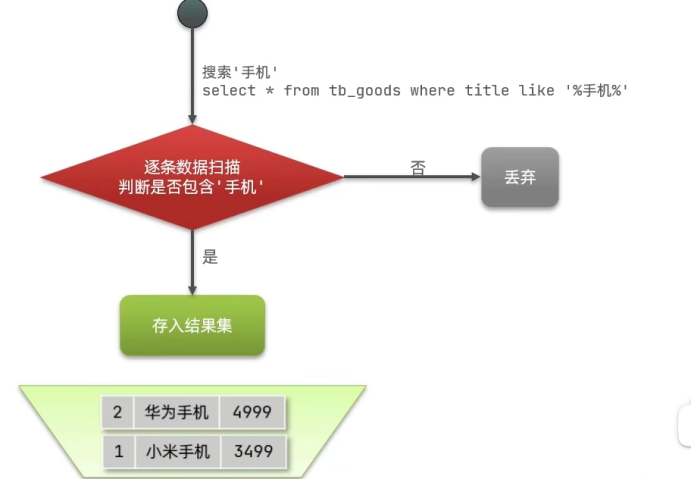 搜索'手机'
select * from tb_goods where title like '%手机%'
逐条数据扫描
判断是否包含'手机'
否
丢弃
是
存入结果集
2 华为手机 4999
1 小米手机 3499